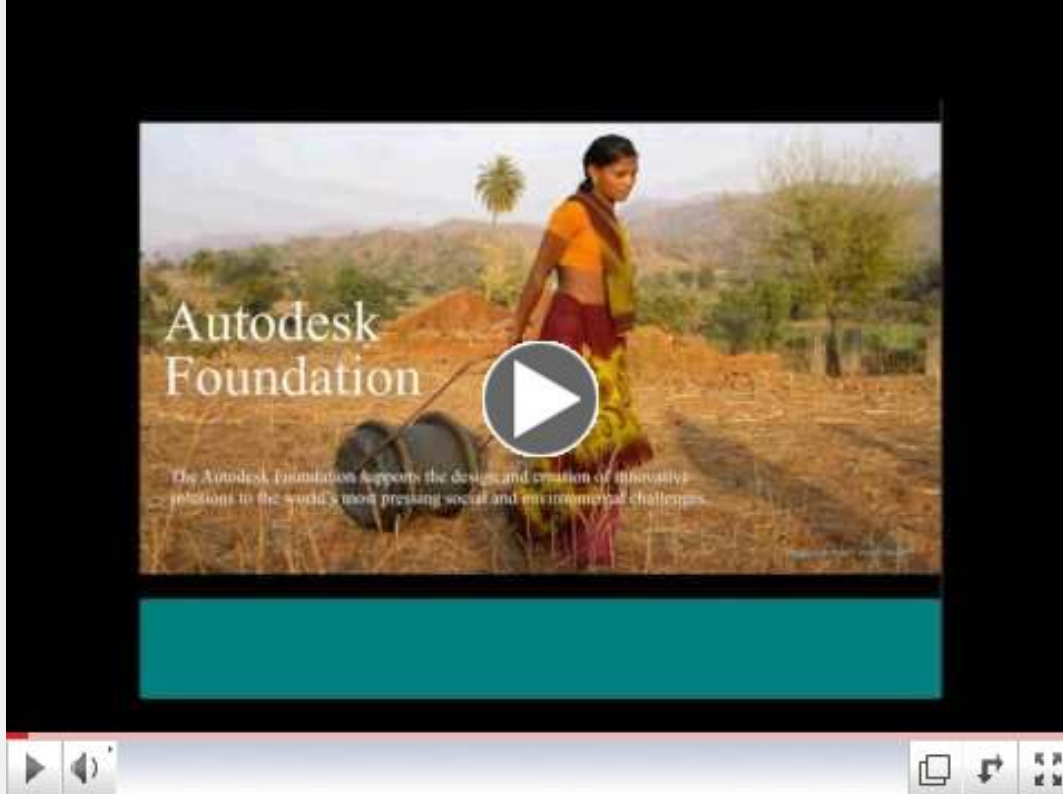 Autodesk
Foundation
The Autodesk Foundation supports the design and creation of innovative
solutions to the world's most pressing social and environmental challenges.